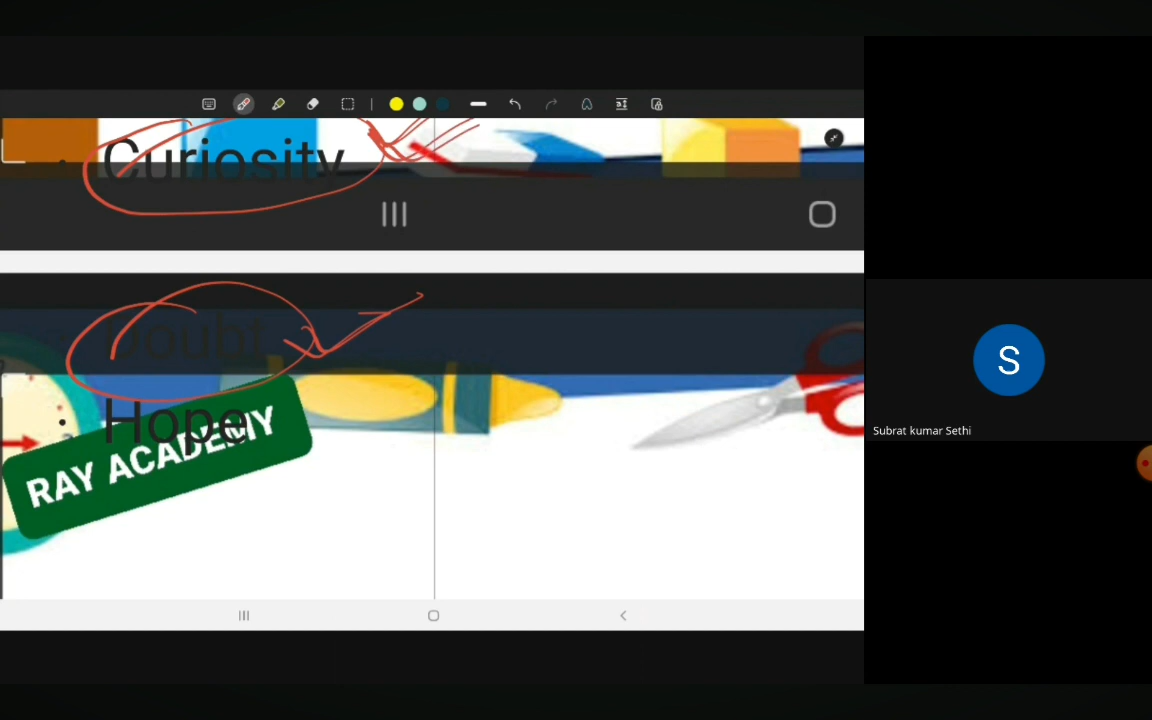 • Curiosity
Doubt
• Hope
RAY ACADEMY
S
Subrat kumar Sethi